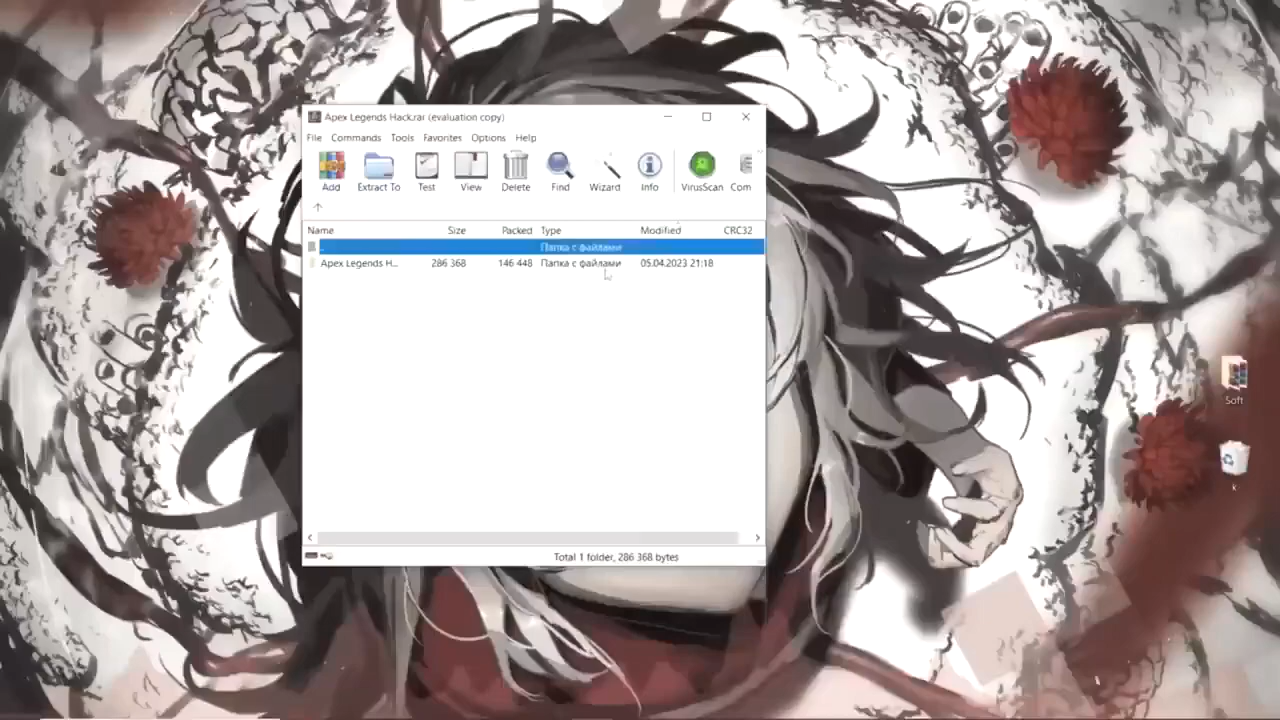 Apex Legends Hack.rar (evaluation copy)
File Commands Tools Favorites Options Help
Add Extract To Test View Delete Find Wizard Info VirusScan Com
Name Size Packed Type Modified CRC32
.. Папка с файлами
Apex Legends H... 286 368 146 448 Папка с файлами 05.04.2023 21:18
Total 1 folder, 286 368 bytes
Soft
k